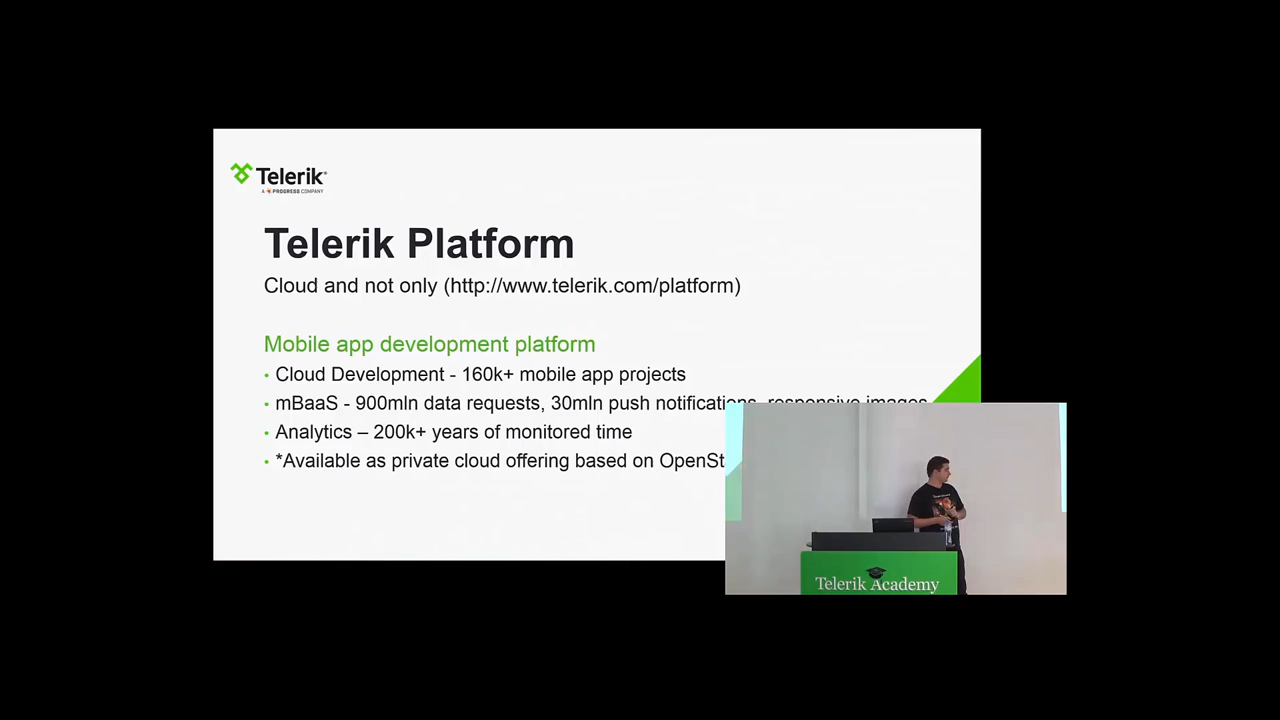 Telerik
A PROGRESS COMPANY
Telerik Platform
Cloud and not only (http://www.telerik.com/platform)
Mobile app development platform
• Cloud Development - 160k+ mobile app projects
• mBaaS - 900mln data requests, 30mln push notifications, responsive images
• Analytics – 200k+ years of monitored time
• *Available as private cloud offering based on
Telerik Academy